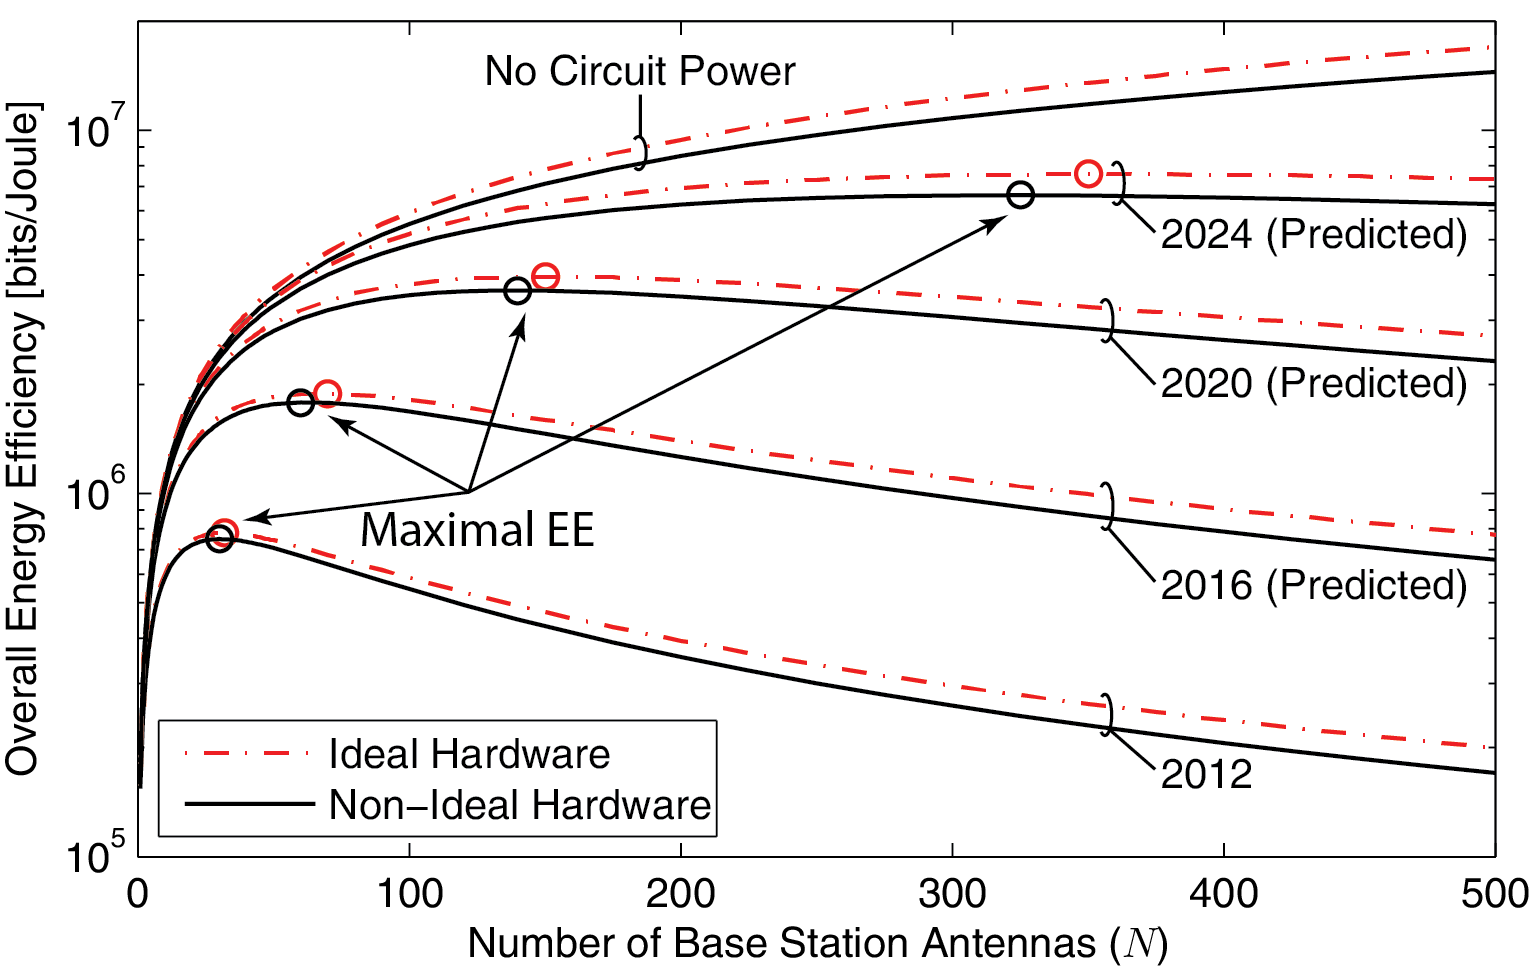 No Circuit Power
10^7
2024 (Predicted)
2020 (Predicted)
10^6
Maximal EE
2016 (Predicted)
2012
Ideal Hardware
Non-Ideal Hardware
10^5
0 100 200 300 400 500
Number of Base Station Antennas (N)
Overall Energy Efficiency [bits/Joule]